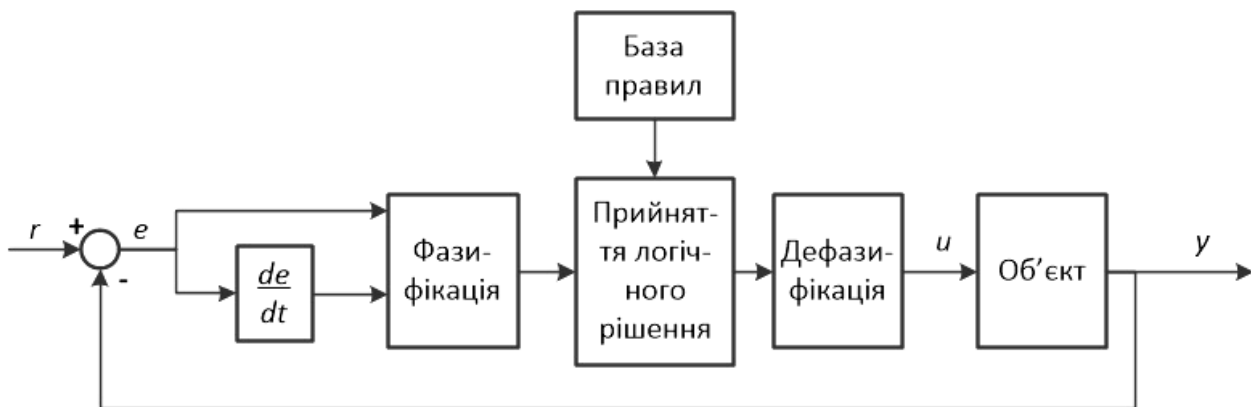 База
правил
r
+
e
-
de
dt
Фази-
фікація
Прийнят-
тя логіч-
ного
рішення
Дефази-
фікація
u
Об’єкт
y